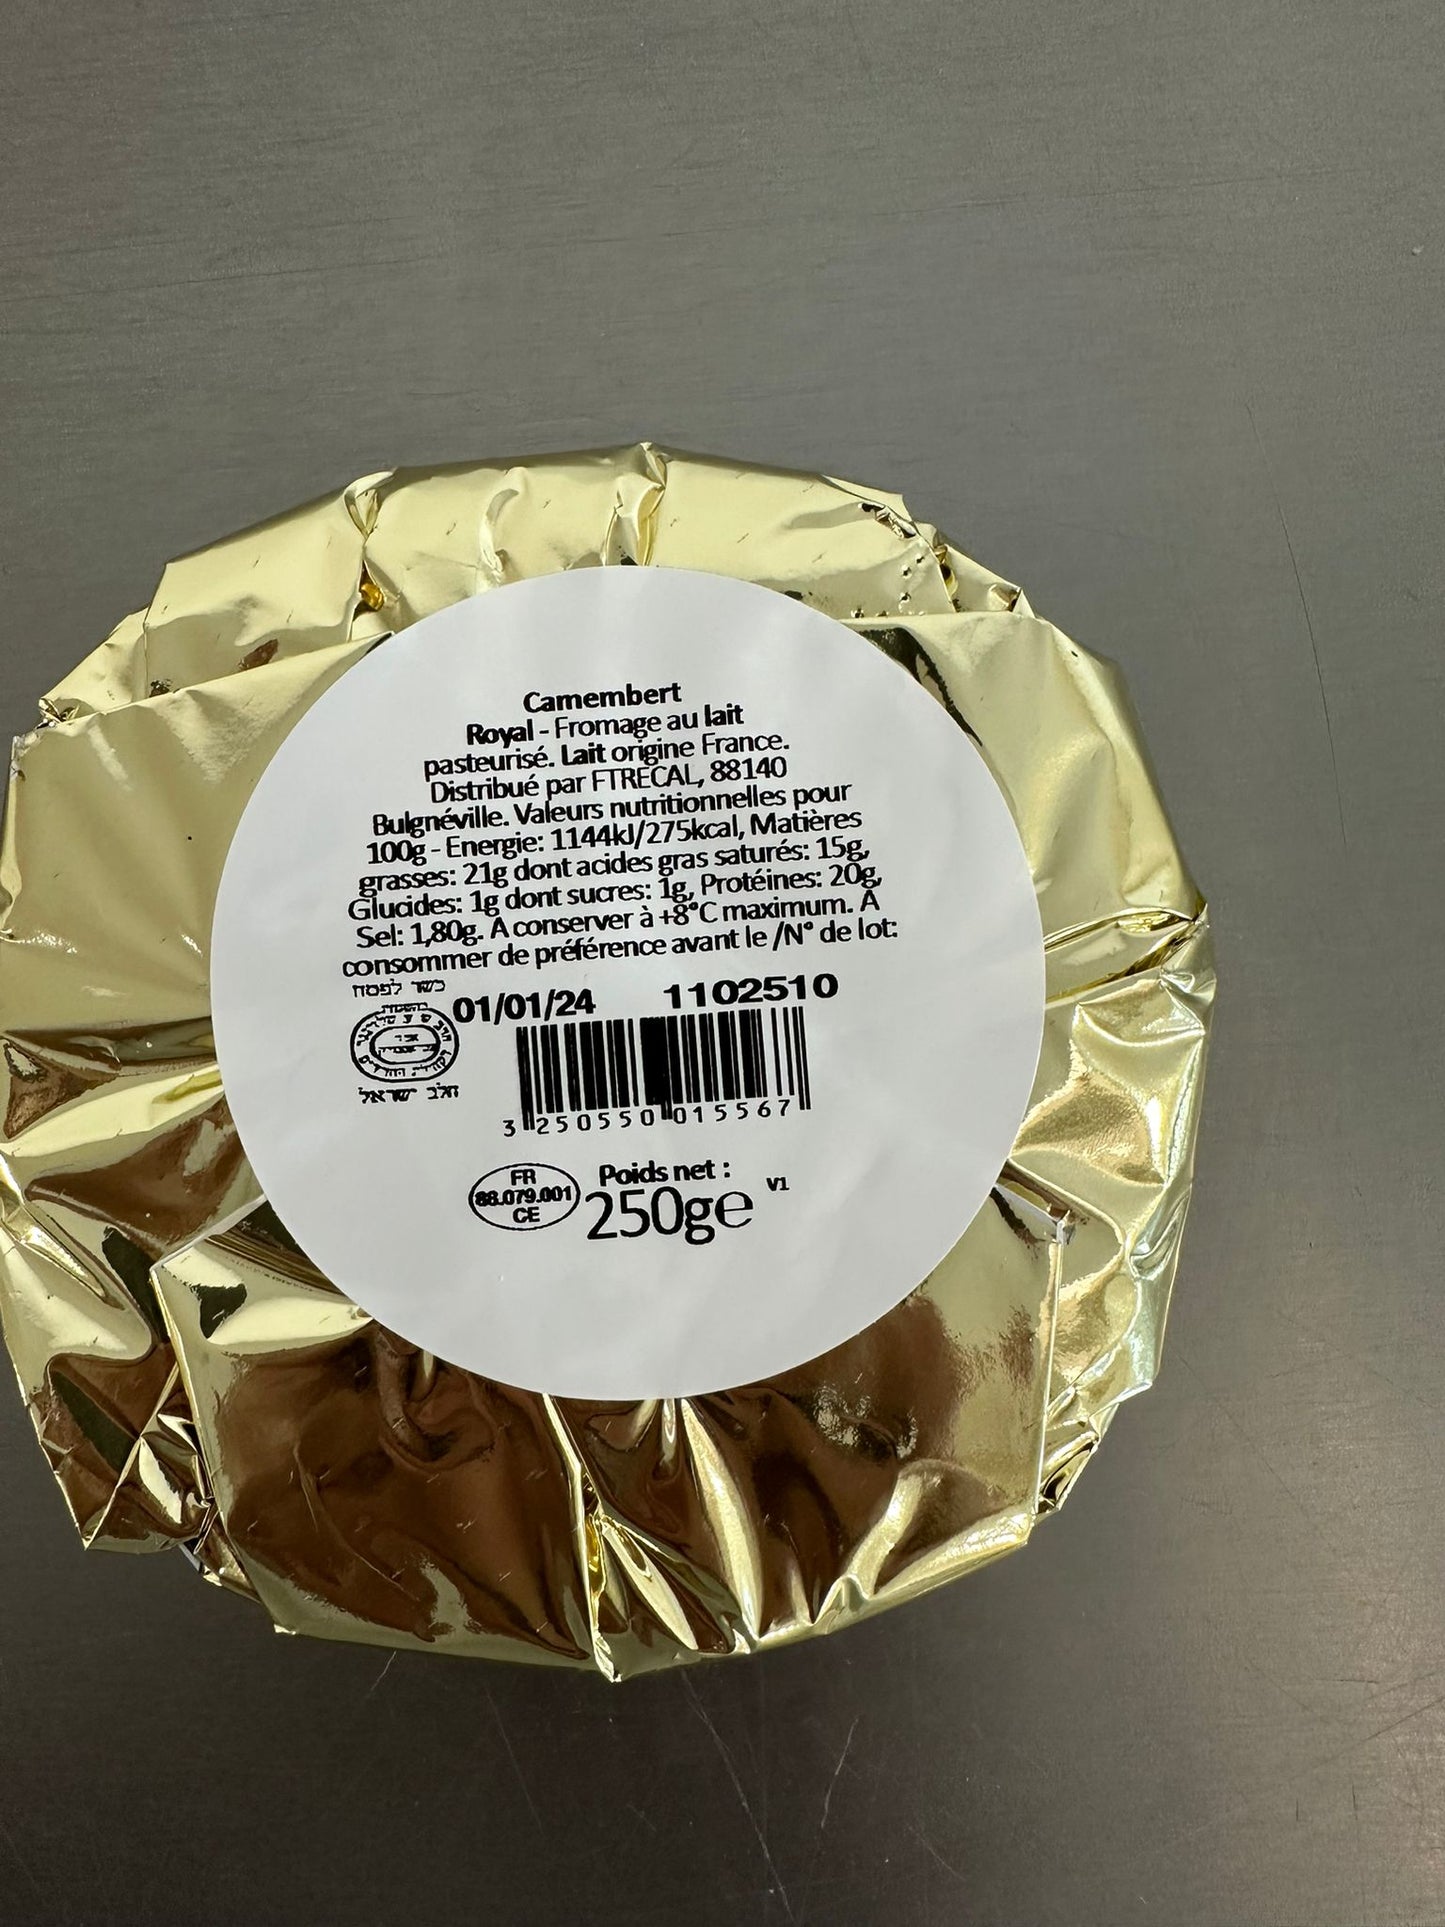 Camembert
Royal - Fromage au lait
pasteurisé. Lait origine France.
Distribué par FTRECAL, 88140
Bulgnéville. Valeurs nutritionnelles pour
100g - Energie: 1144kJ/275kcal, Matières
grasses: 21g dont acides gras saturés: 15g,
Glucides: 1g dont sucres: 1g, Protéines: 20g,
Sel: 1,80g. A conserver à +8°C maximum. A
consommer de préférence avant le /N° de lot:
כשר לפסח
01/01/24 1102510
חלב ישראל
3 250550 015567
FR
88.079.001
CE
Poids net :
250ge V1